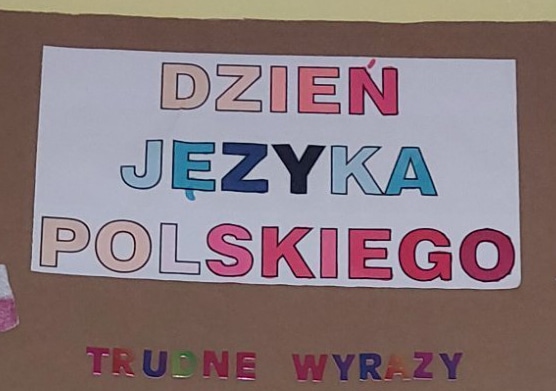 DZIEŃ
JĘZYKA
POLSKIEGO
TRUDNE WYRAZY